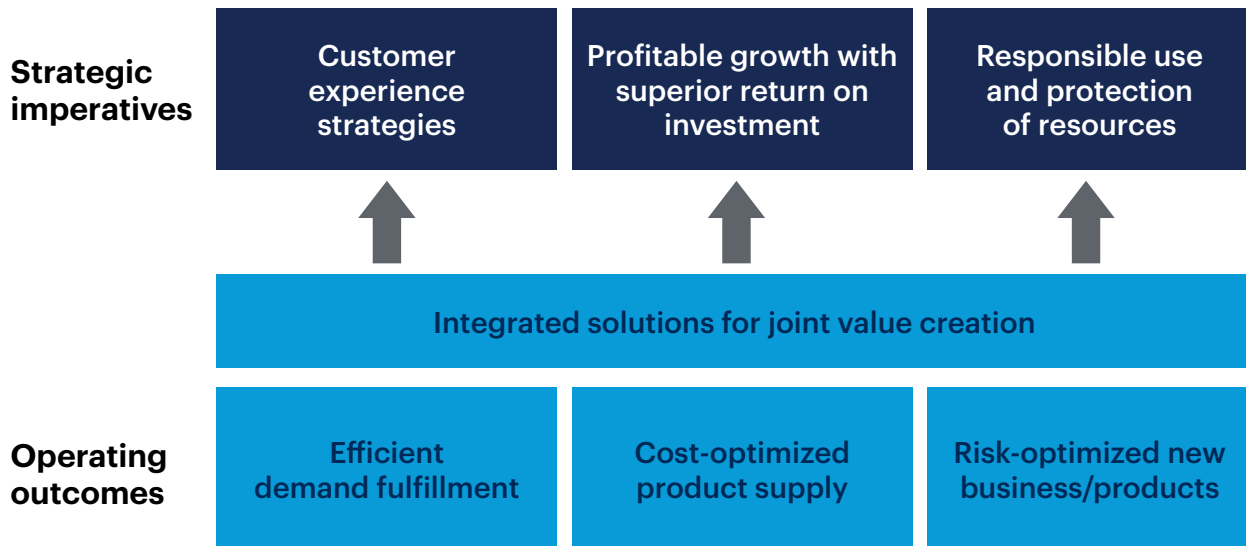 Strategic
imperatives
Customer
experience
strategies
Profitable growth with
superior return on
investment
Responsible use
and protection
of resources
Integrated solutions for joint value creation
Operating
outcomes
Efficient
demand fulfillment
Cost-optimized
product supply
Risk-optimized new
business/products